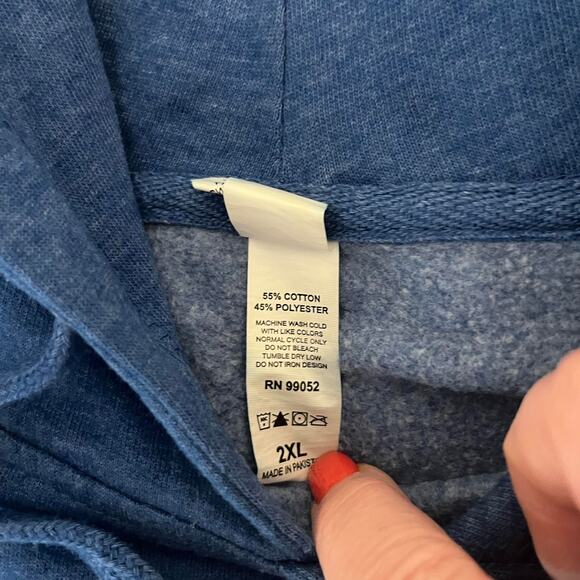 55% COTTON
45% POLYESTER
MACHINE WASH COLD
WITH LIKE COLORS
NORMAL CYCLE ONLY
DO NOT BLEACH
TUMBLE DRY LOW
DO NOT IRON DESIGN
RN 99052
2XL
MADE IN